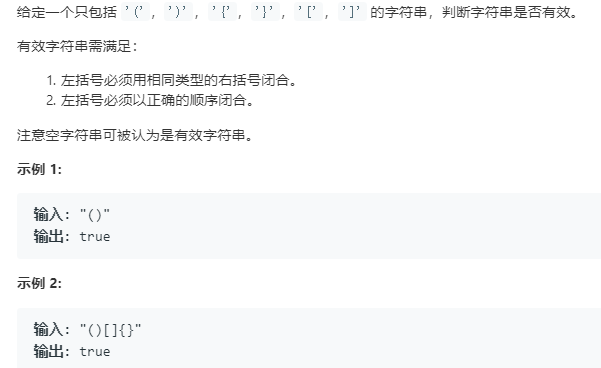 给定一个只包括 '(', ')', '{', '}', '[', ']' 的字符串，判断字符串是否有效。
有效字符串需满足：
1. 左括号必须用相同类型的右括号闭合。
2. 左括号必须以正确的顺序闭合。
注意空字符串可被认为是有效字符串。
示例 1:
输入: "()"
输出: true
示例 2:
输入: "()[]{}"
输出: true